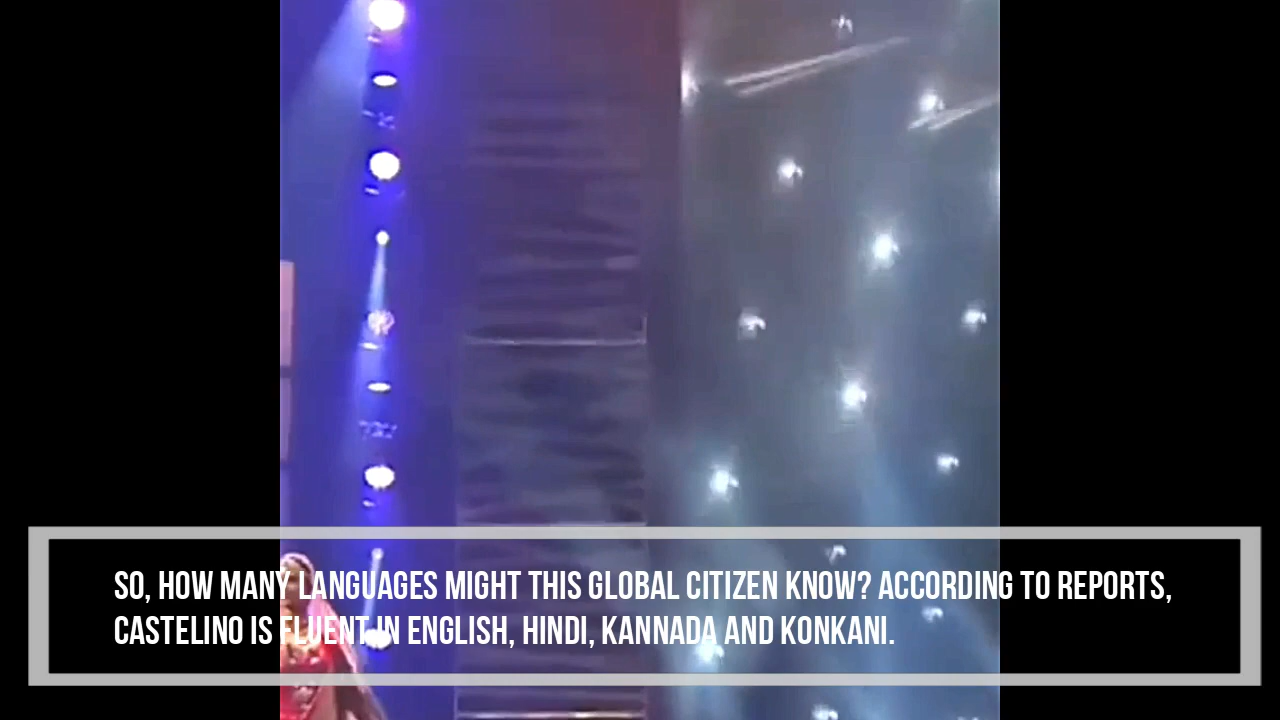 SO, HOW MANY LANGUAGES MIGHT THIS GLOBAL CITIZEN KNOW? ACCORDING TO REPORTS,
CASTELINO IS FLUENT IN ENGLISH, HINDI, KANNADA AND KONKANI.